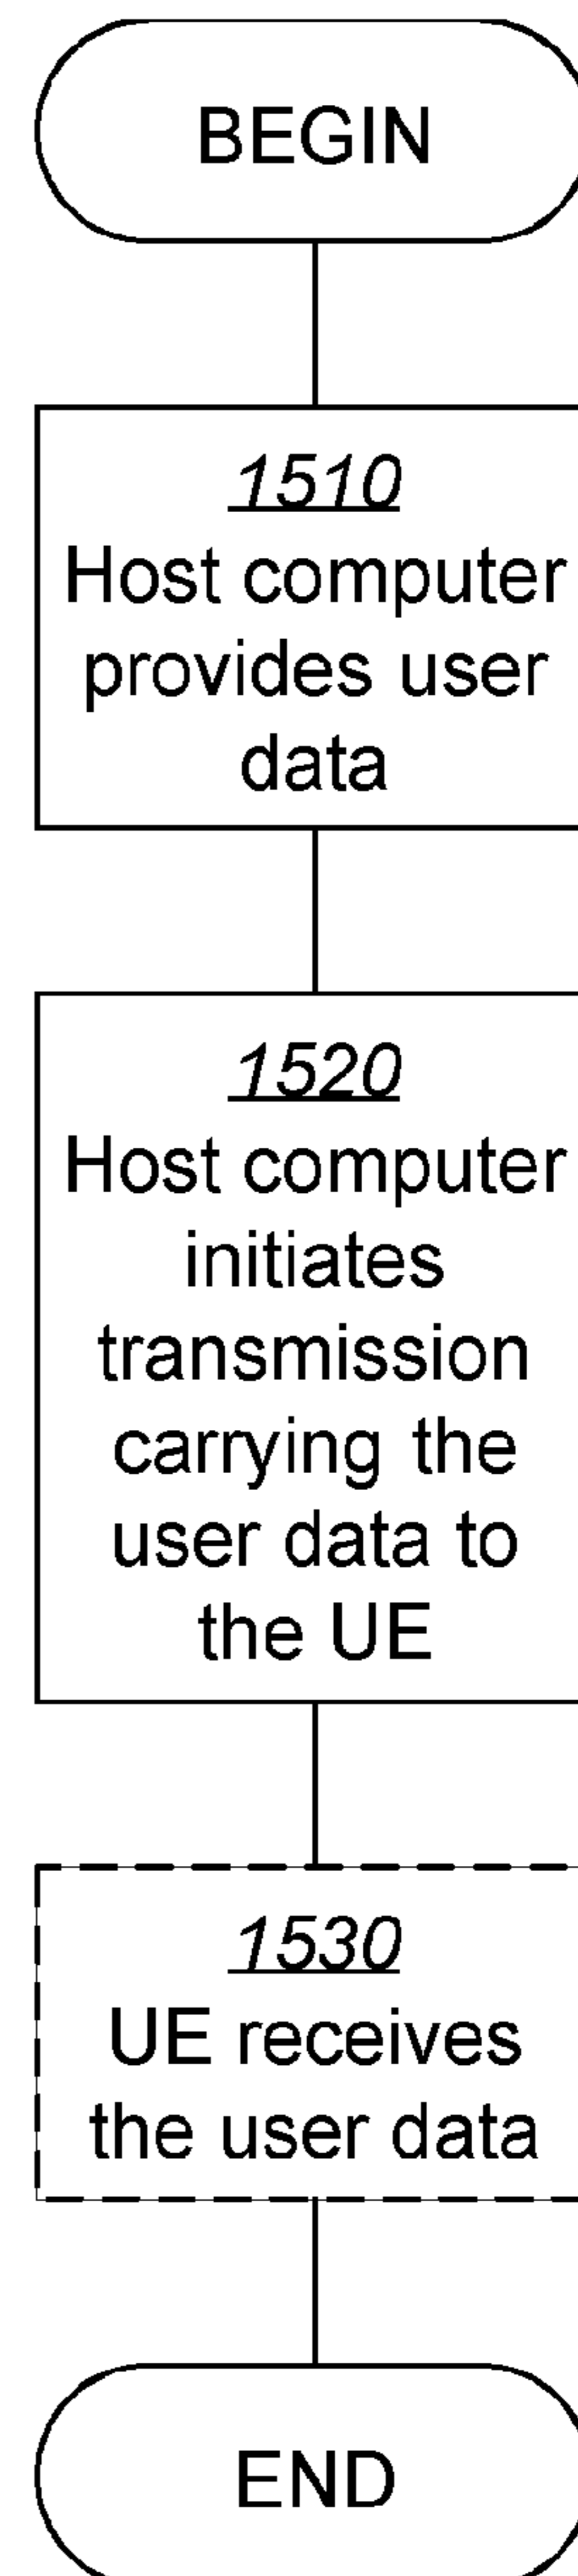 BEGIN
1510
Host computer
provides user
data
1520
Host computer
initiates
transmission
carrying the
user data to
the UE
1530
UE receives
the user data
END